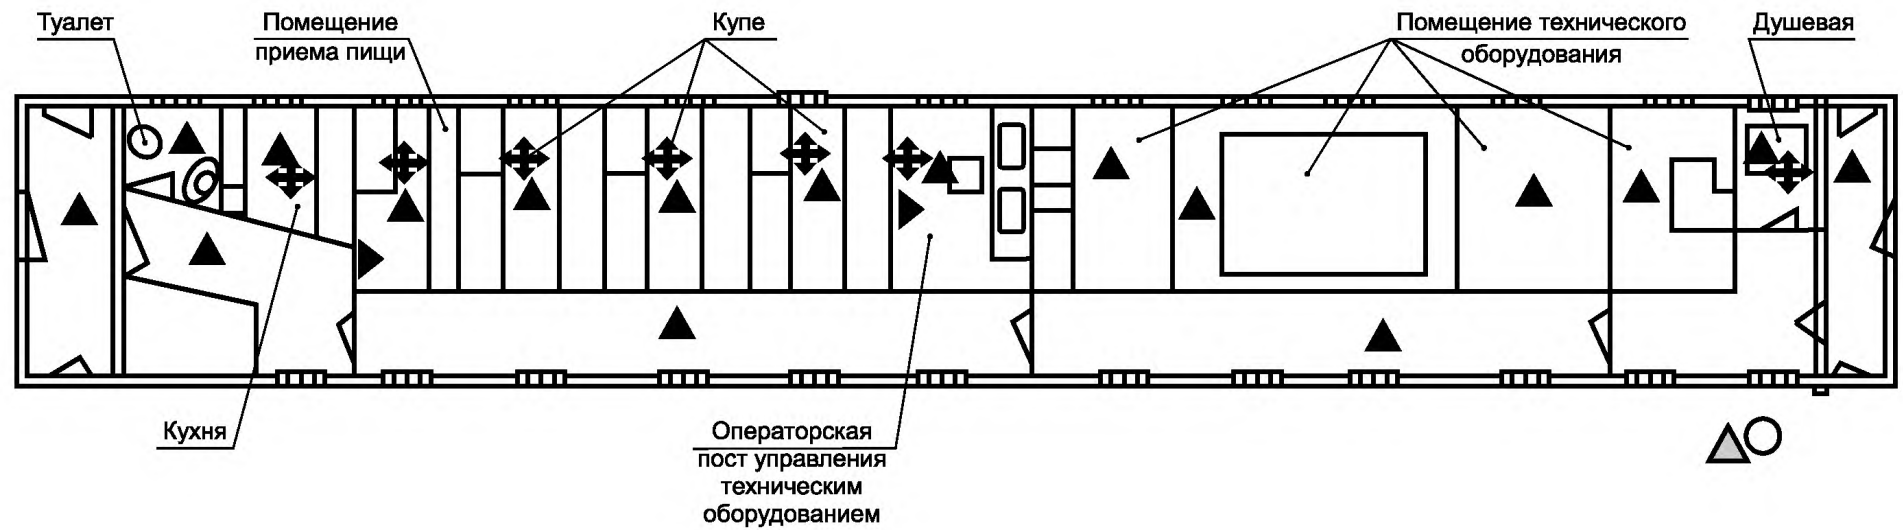 Туалет
Помещение
приема пищи
Купе
Помещение технического
оборудования
Душевая
Кухня
Операторская
пост управления
техническим
оборудованием